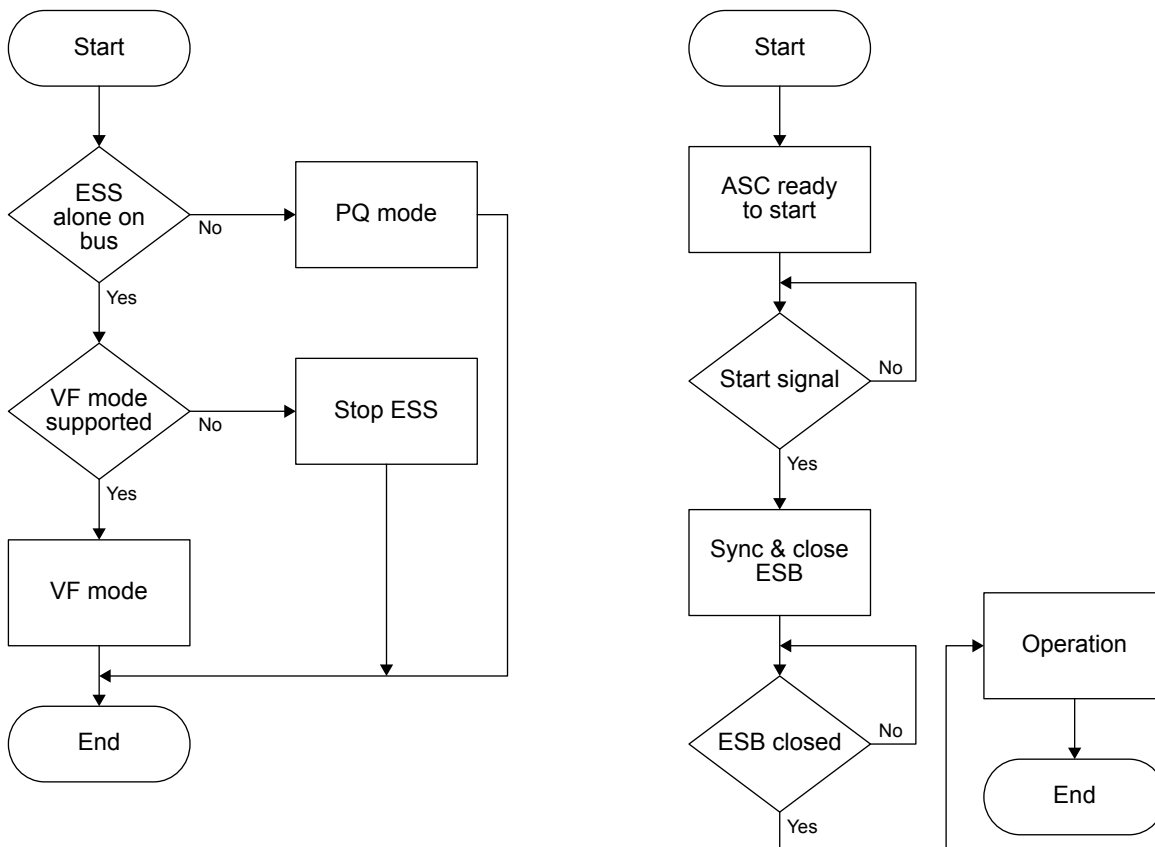 Start
ESS
alone on
bus
No
PQ mode
Yes
VF mode
supported
No
Stop ESS
Yes
VF mode
End
Start
ASC ready
to start
Start signal
No
Yes
Sync & close
ESB
ESB closed
No
Yes
Operation
End